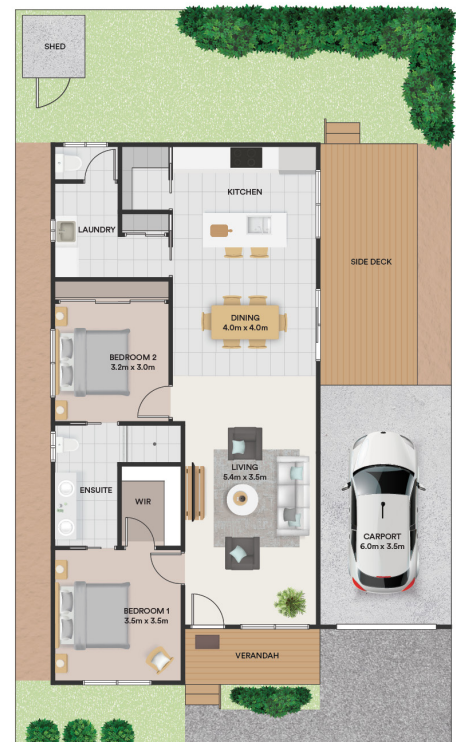 SHED
KITCHEN
LAUNDRY
SIDE DECK
DINING
4.0m x 4.0m
BEDROOM 2
3.2m x 3.0m
LIVING
5.4m x 3.5m
ENSUITE
WIR
CARPORT
6.0m x 3.5m
BEDROOM 1
3.5m x 3.5m
VERANDAH